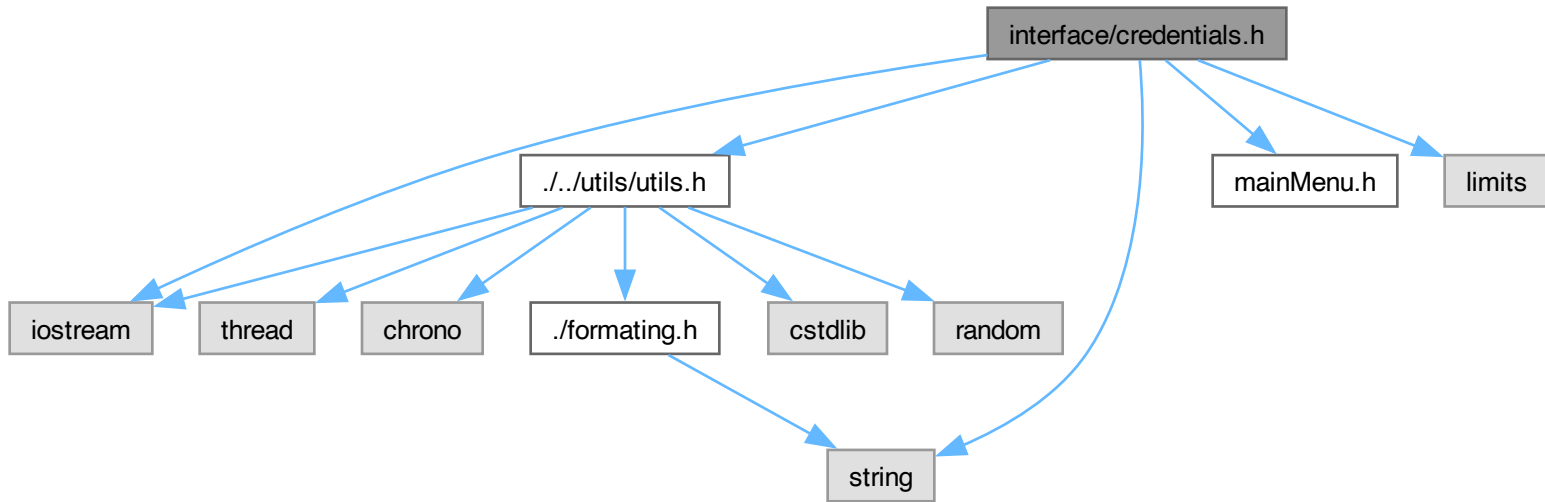 interface/credentials.h
./../utils/utils.h
mainMenu.h
limits
iostream
thread
chrono
./formating.h
cstdlib
random
string